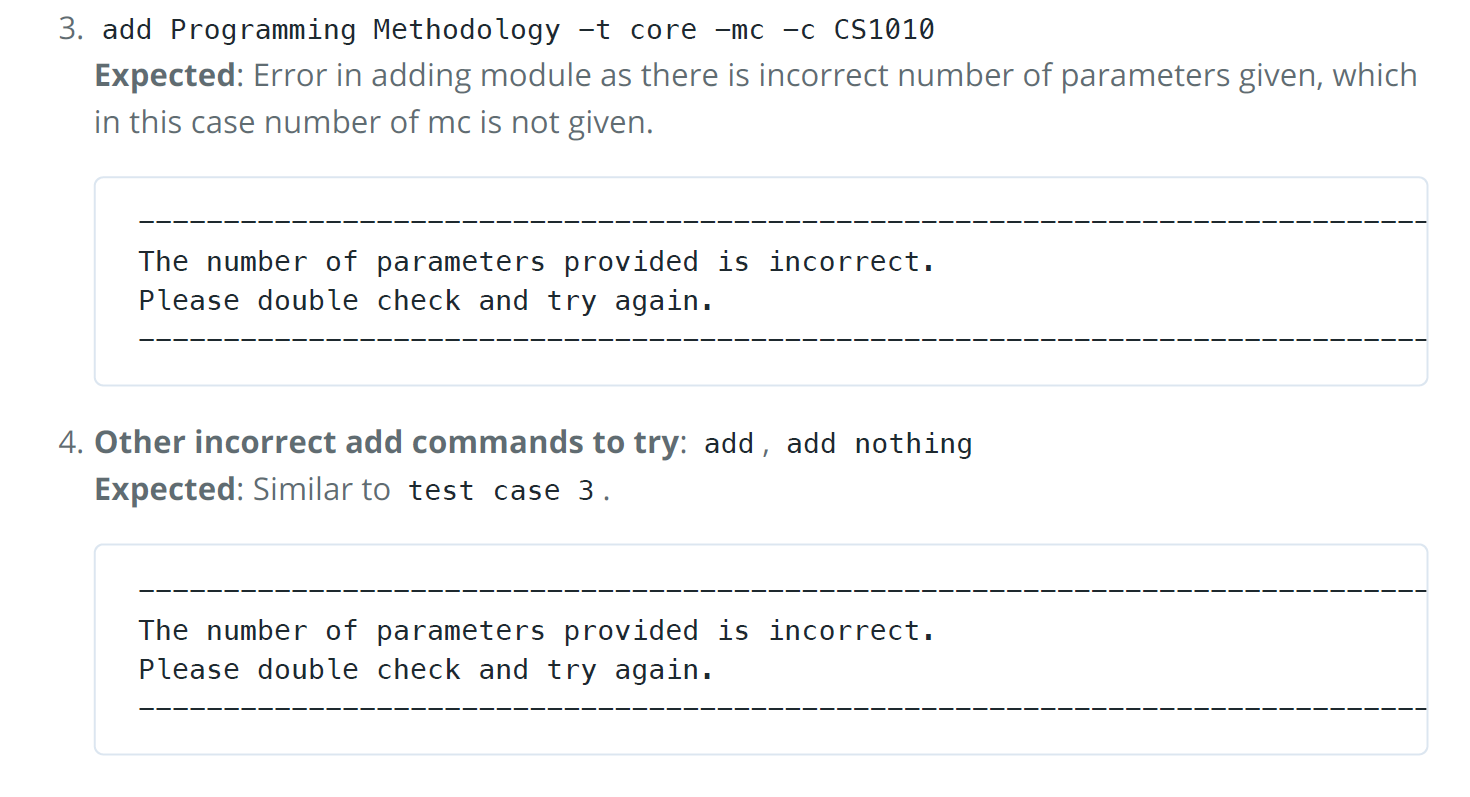 3. add Programming Methodology -t core -mc -c CS1010
Expected: Error in adding module as there is incorrect number of parameters given, which
in this case number of mc is not given.
----------------------------------------------------------------------------
The number of parameters provided is incorrect.
Please double check and try again.
----------------------------------------------------------------------------
4. Other incorrect add commands to try: add, add nothing
Expected: Similar to test case 3.
----------------------------------------------------------------------------
The number of parameters provided is incorrect.
Please double check and try again.
----------------------------------------------------------------------------